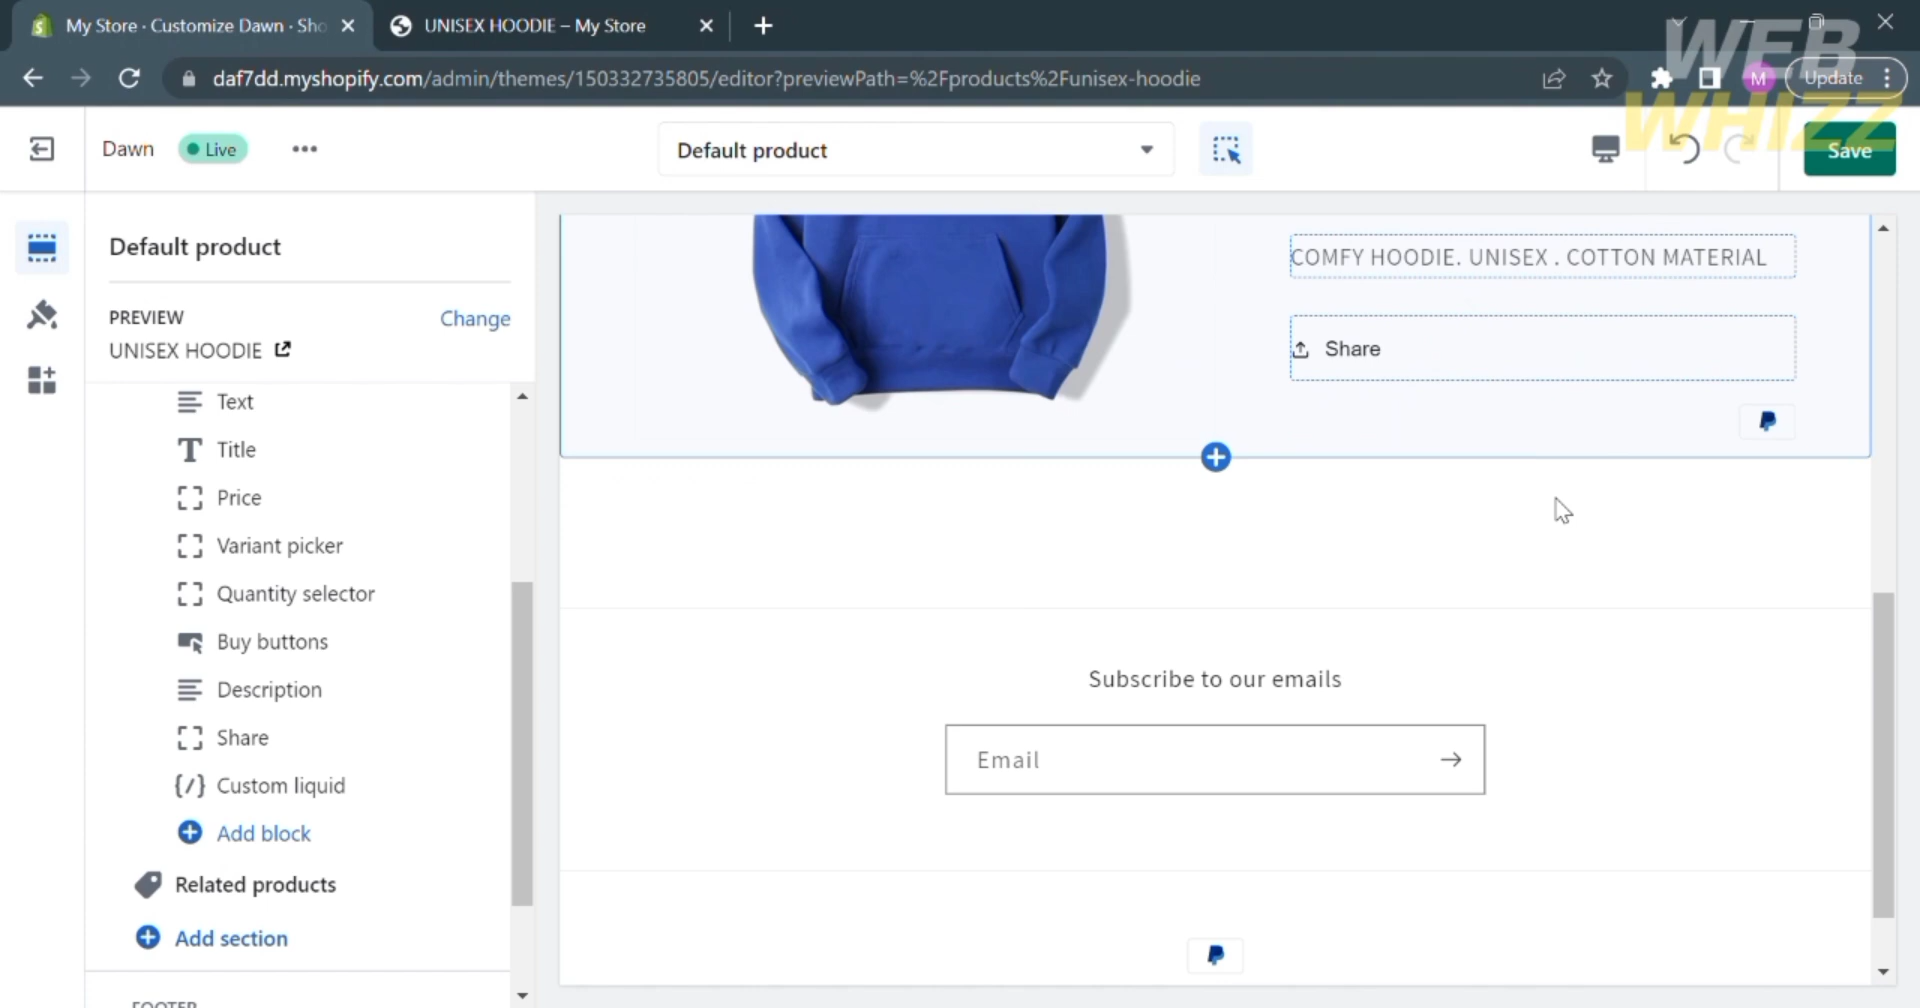 My Store · Customize Dawn · Sho
UNISEX HOODIE – My Store
daf7dd.myshopify.com/admin/themes/150332735805/editor?previewPath=%2Fproducts%2Funisex-hoodie
M
Update
WEB
WHIZZ
Dawn
Live
Default product
Save
Default product
PREVIEW
Change
UNISEX HOODIE
Text
Title
Price
Variant picker
Quantity selector
Buy buttons
Description
Share
{/} Custom liquid
Add block
Related products
Add section
FOOTER
COMFY HOODIE. UNISEX . COTTON MATERIAL
Share
Subscribe to our emails
Email